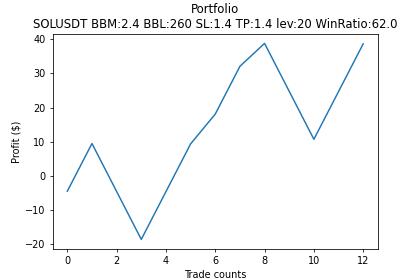 Portfolio
SOLUSDT BBM:2.4 BBL:260 SL:1.4 TP:1.4 lev:20 WinRatio:62.0
40
30
20
10
0
−10
−20
Profit ($)
0 2 4 6 8 10 12
Trade counts